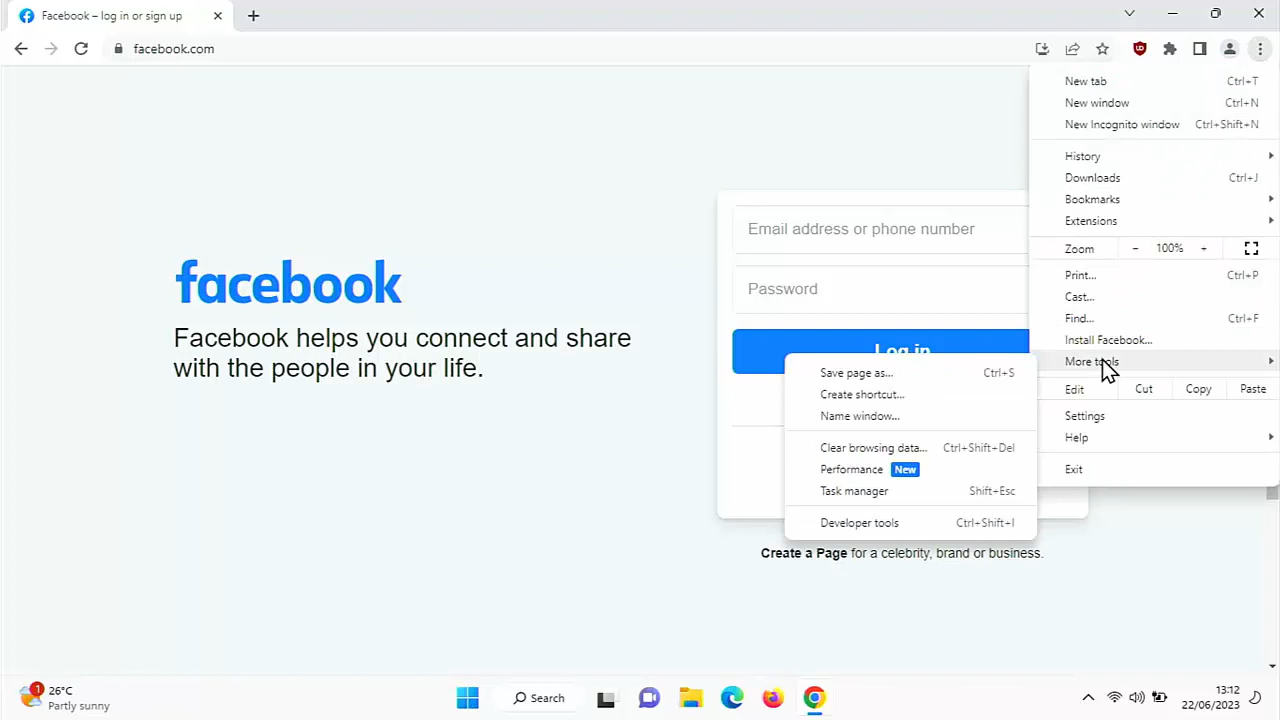 Facebook – log in or sign up
facebook.com
UD
New tab Ctrl+T
New window Ctrl+N
New Incognito window Ctrl+Shift+N
History
Downloads Ctrl+J
Bookmarks
Extensions
Zoom - 100% +
Print... Ctrl+P
Cast...
Find... Ctrl+F
Install Facebook...
More tools
Edit Cut Copy Paste
Settings
Help
Exit
facebook
Facebook helps you connect and share
with the people in your life.
Email address or phone number
Password
Log in
Save page as... Ctrl+S
Create shortcut...
Name window...
Clear browsing data... Ctrl+Shift+Del
Performance New
Task manager Shift+Esc
Developer tools Ctrl+Shift+I
Create a Page for a celebrity, brand or business.
1
26°C
Partly sunny
Search
13:12
22/06/2023